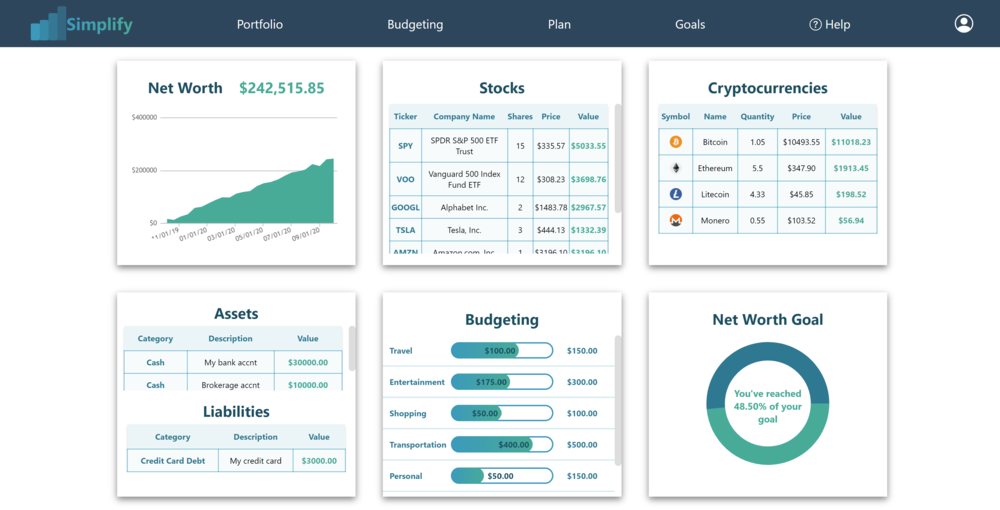 Simplify
Portfolio
Budgeting
Plan
Goals
? Help
Net Worth $242,515.85
$400000
$200000
$0
11/01/19 01/01/20 03/01/20 05/01/20 07/01/20 09/01/20
Stocks
Ticker Company Name Shares Price Value
SPY SPDR S&P 500 ETF Trust 15 $335.57 $5033.55
VOO Vanguard 500 Index Fund ETF 12 $308.23 $3698.76
GOOGL Alphabet Inc. 2 $1483.78 $2967.57
TSLA Tesla, Inc. 3 $444.13 $1332.39
AMZN Amazon.com, Inc. 1 $3196.10 $3196.10
Cryptocurrencies
Symbol Name Quantity Price Value
Bitcoin 1.05 $10493.55 $11018.23
Ethereum 5.5 $347.90 $1913.45
Litecoin 4.33 $45.85 $198.52
Monero 0.55 $103.52 $56.94
Assets
Category Description Value
Cash My bank accnt $30000.00
Cash Brokerage accnt $10000.00
Liabilities
Category Description Value
Credit Card Debt My credit card $3000.00
Budgeting
Travel $100.00 $150.00
Entertainment $175.00 $300.00
Shopping $50.00 $100.00
Transportation $400.00 $500.00
Personal $50.00 $150.00
Net Worth Goal
You've reached
48.50% of your
goal